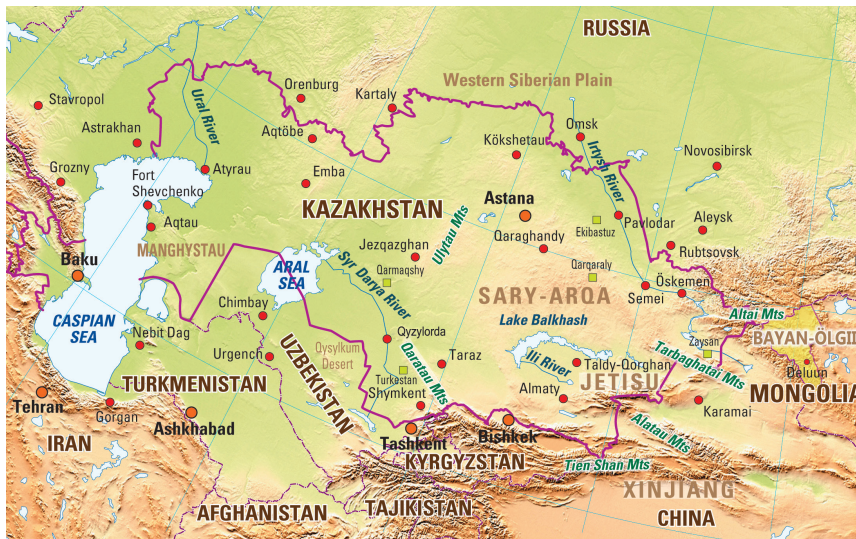 RUSSIA
Western Siberian Plain
Orenburg
Kartaly
Stavropol
Ural River
Astrakhan
Aqtöbe
Omsk
Kökshetau
Irtysh River
Novosibirsk
Grozny
Fort
Shevchenko
Atyrau
Emba
KAZAKHSTAN
Astana
Ulytau Mts
Ekibastuz
Pavlodar
Aleysk
Aqtau
MANGHYSTAU
Jezqazghan
Qaraghandy
Rubtsovsk
Baku
ARAL
SEA
Syr Darya River
Qarmaqshy
Qarqaraly
Öskemen
SARY-ARQA
Semei
CASPIAN
SEA
Chimbay
Lake Balkhash
Altai Mts
Nebit Dag
Urgench
UZBEKISTAN
Qysylkum
Desert
Qyzylorda
Qaratau Mts
Taraz
Ili River
Taldy-Qorghan
Zaysan
Tarbaghatai Mts
BAYAN-ÖLGII
Deluun
TURKMENISTAN
Turkestan
Shymkent
Almaty
JETISU
MONGOLIA
Tehran
Gorgan
Ashkhabad
Karamai
IRAN
Tashkent
Bishkek
Alatau Mts
KYRGYZSTAN
Tien Shan Mts
XINJIANG
AFGHANISTAN
TAJIKISTAN
CHINA